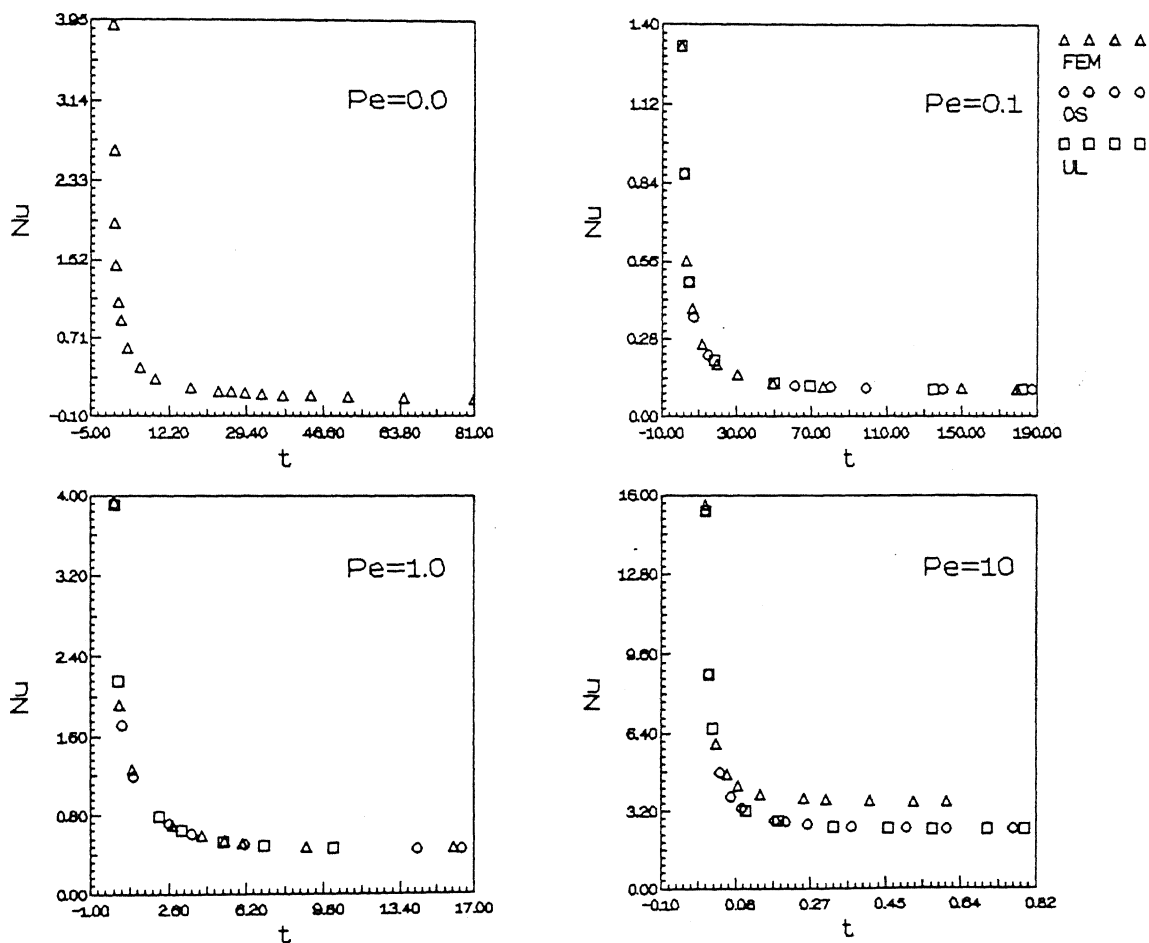 3.95
3.14
2.33
1.52
0.71
-0.10
Nu
Pe=0.0
-5.00 12.20 29.40 46.60 63.80 81.00
t
1.40
1.12
0.84
0.56
0.28
0.00
Nu
Pe=0.1
-10.00 30.00 70.00 110.00 150.00 190.00
t
FEM
OS
UL
4.00
3.20
2.40
1.60
0.80
0.00
Nu
Pe=1.0
-1.00 2.60 6.20 9.80 13.40 17.00
t
16.00
12.80
9.60
6.40
3.20
0.00
Nu
Pe=10
-0.10 0.08 0.27 0.45 0.64 0.82
t